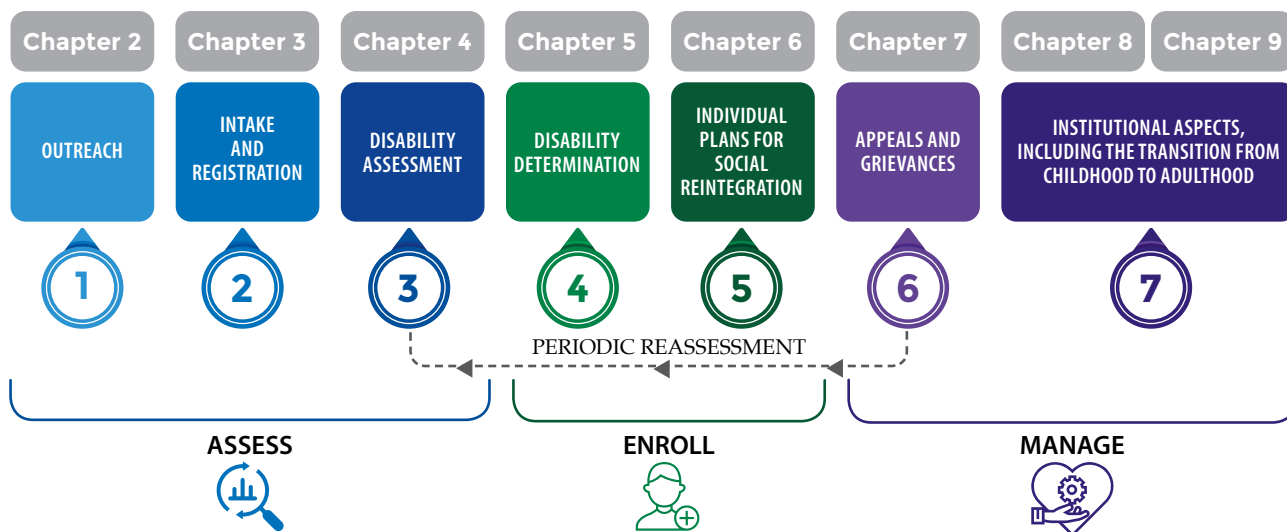 Chapter 2
Chapter 3
Chapter 4
Chapter 5
Chapter 6
Chapter 7
Chapter 8
Chapter 9
OUTREACH
INTAKE
AND
REGISTRATION
DISABILITY
ASSESSMENT
DISABILITY
DETERMINATION
INDIVIDUAL
PLANS FOR
SOCIAL
REINTEGRATION
APPEALS AND
GRIEVANCES
INSTITUTIONAL ASPECTS,
INCLUDING THE TRANSITION FROM
CHILDHOOD TO ADULTHOOD
1
2
3
4
5
6
7
PERIODIC REASSESSMENT
ASSESS
ENROLL
MANAGE